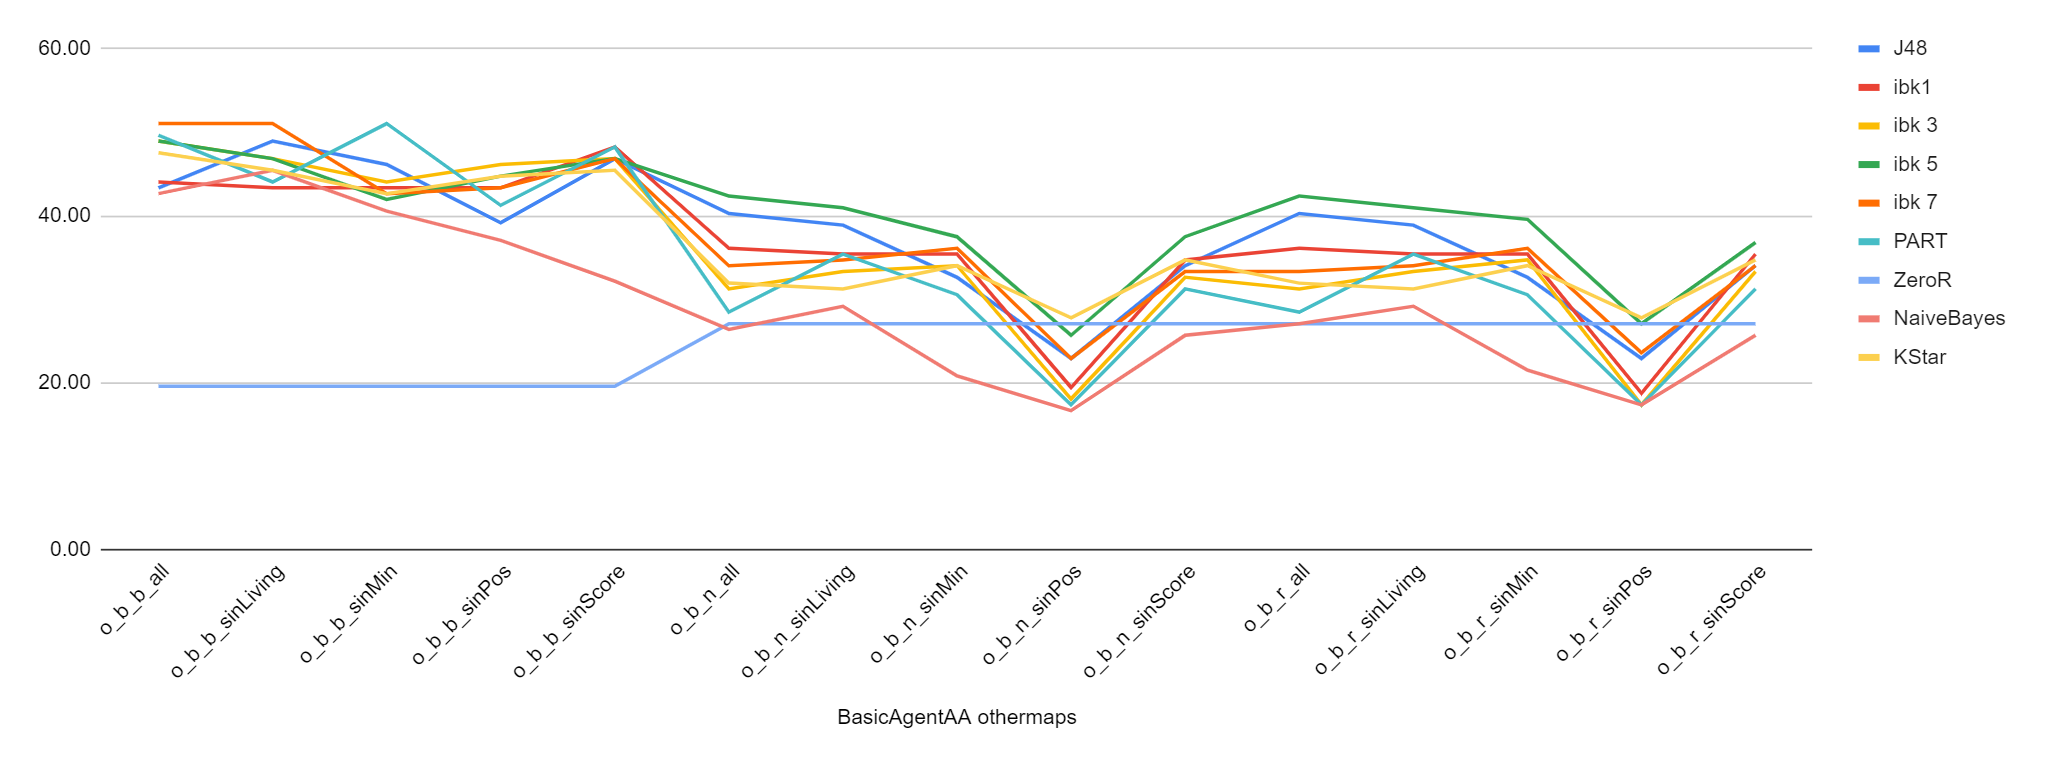 60.00
40.00
20.00
0.00
J48
ibk1
ibk 3
ibk 5
ibk 7
PART
ZeroR
NaiveBayes
KStar
o_b_b_all
o_b_b_sinLiving
o_b_b_sinMin
o_b_b_sinPos
o_b_b_sinScore
o_b_n_all
o_b_n_sinLiving
o_b_n_sinMin
o_b_n_sinPos
o_b_n_sinScore
o_b_r_all
o_b_r_sinLiving
o_b_r_sinMin
o_b_r_sinPos
o_b_r_sinScore
BasicAgentAA othermaps